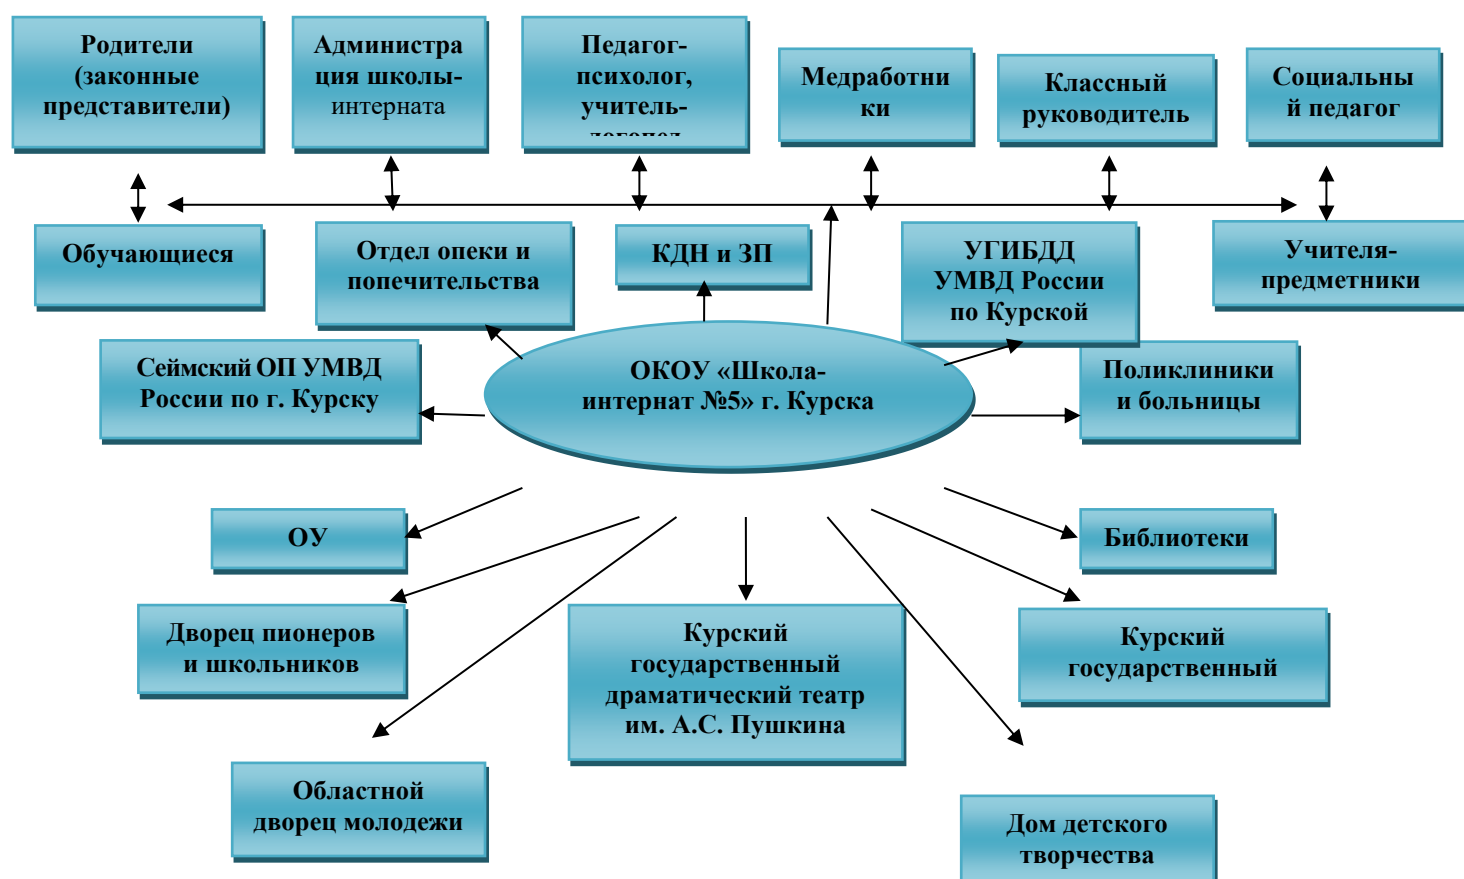 Родители
(законные
представители)
Администра
ция школы-
интерната
Педагог-
психолог,
учитель-
Медработни
ки
Классный
руководитель
Социальны
й педагог
Обучающиеся
Отдел опеки и
попечительства
КДН и ЗП
УГИБДД
УМВД России
по Курской
Учителя-
предметники
Сеймский ОП УМВД
России по г. Курску
ОКОУ «Школа-
интернат №5» г. Курска
Поликлиники
и больницы
ОУ
Библиотеки
Дворец пионеров
и школьников
Курский
государственный
драматический театр
им. А.С. Пушкина
Курский
государственный
Областной
дворец молодежи
Дом детского
творчества